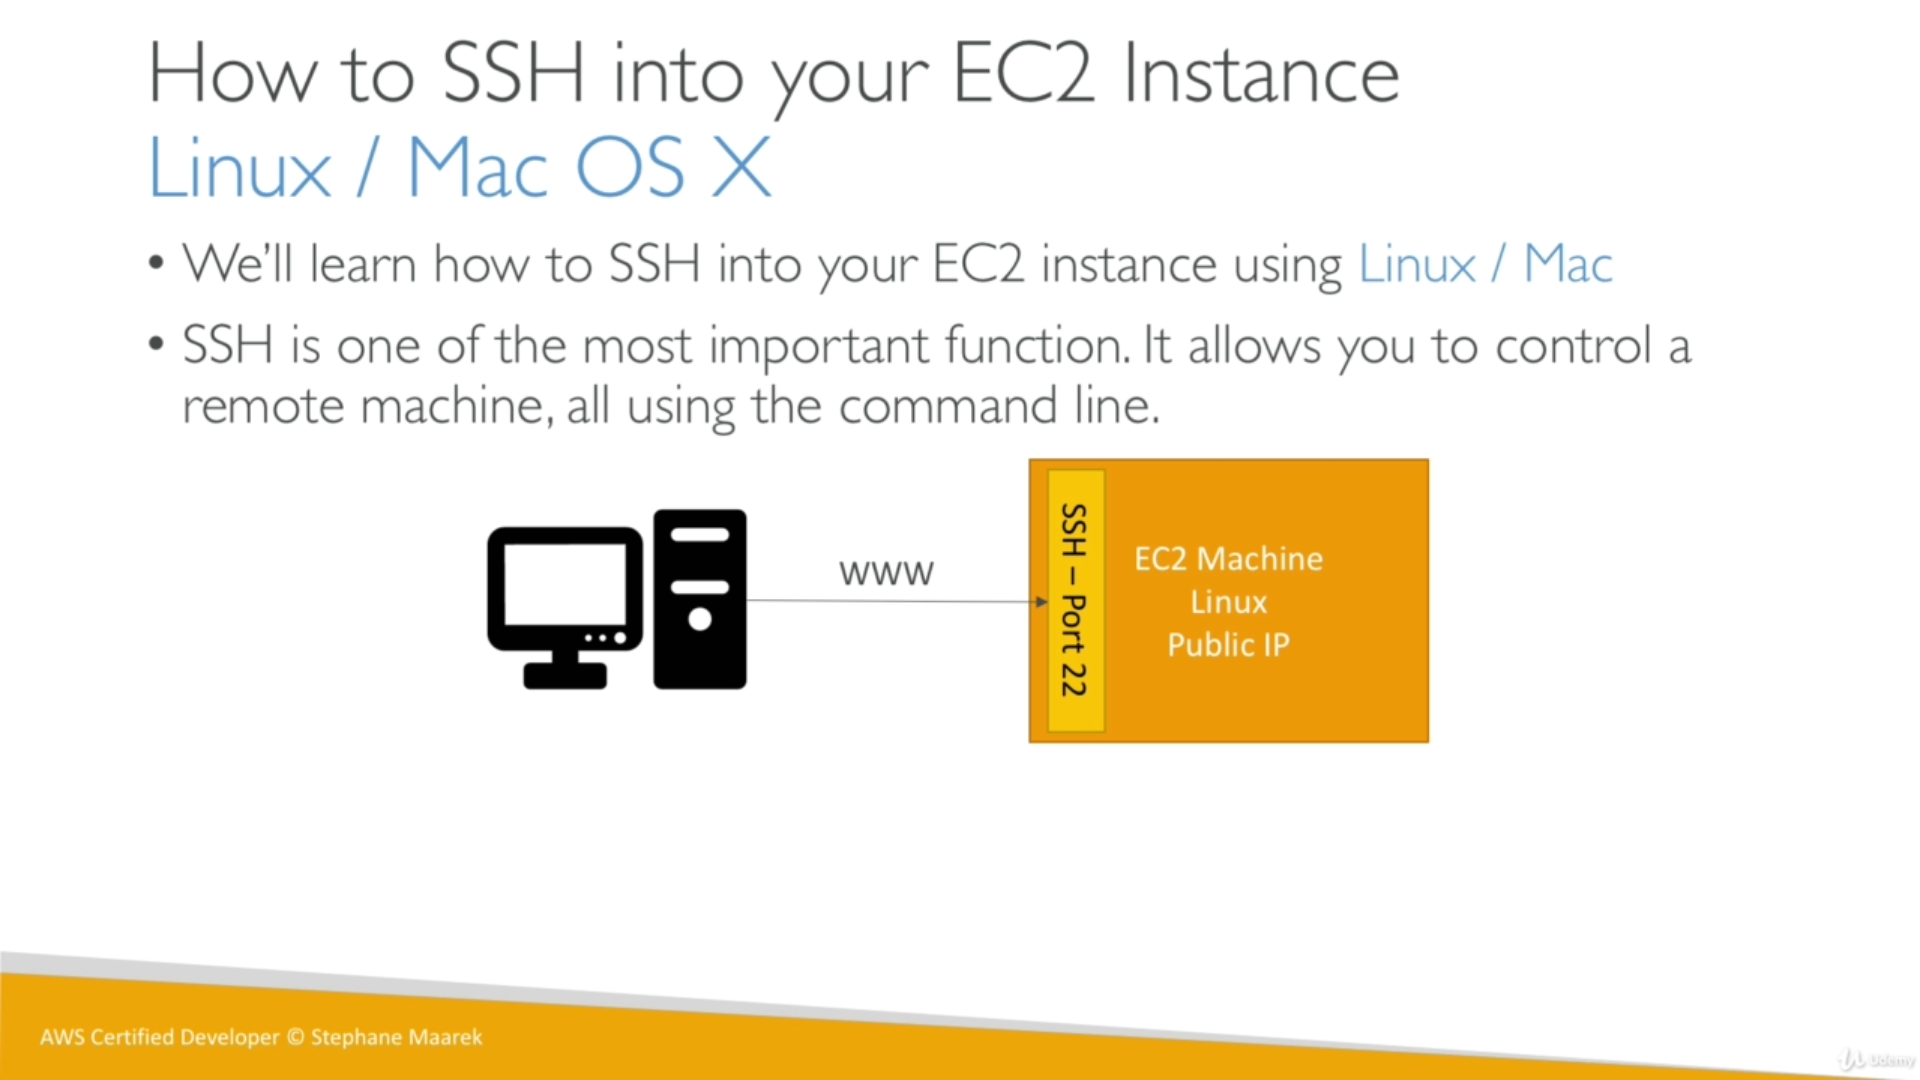 How to SSH into your EC2 Instance
Linux / Mac OS X
• We'll learn how to SSH into your EC2 instance using Linux / Mac
• SSH is one of the most important function. It allows you to control a
remote machine, all using the command line.
WWW
SSH – Port 22
EC2 Machine
Linux
Public IP
AWS Certified Developer © Stephane Maarek
Udemy